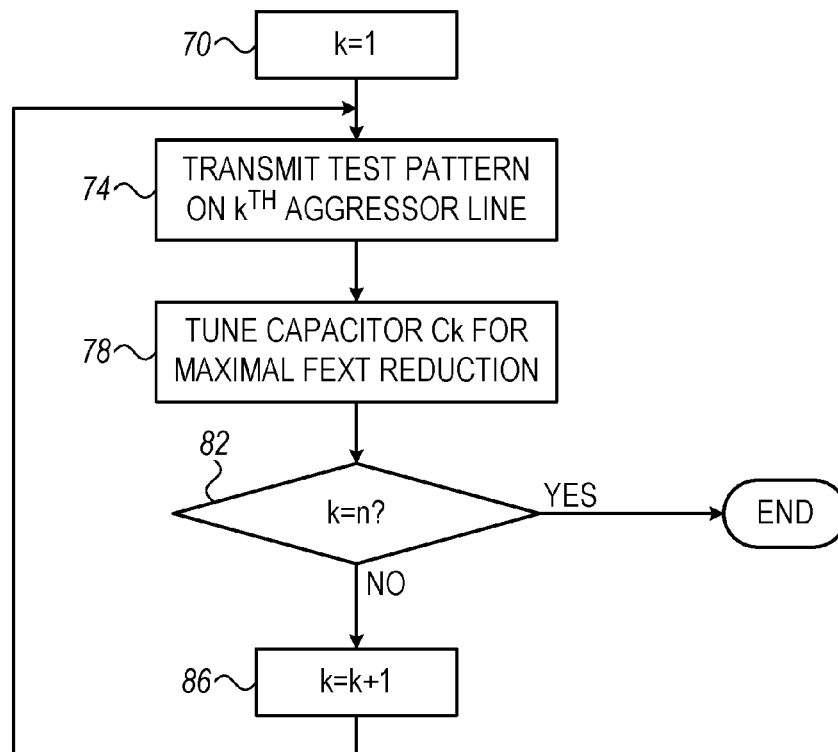 70
k=1
74
TRANSMIT TEST PATTERN
ON kTH AGGRESSOR LINE
78
TUNE CAPACITOR Ck FOR
MAXIMAL FEXT REDUCTION
82
k=n?
YES
END
NO
86
k=k+1